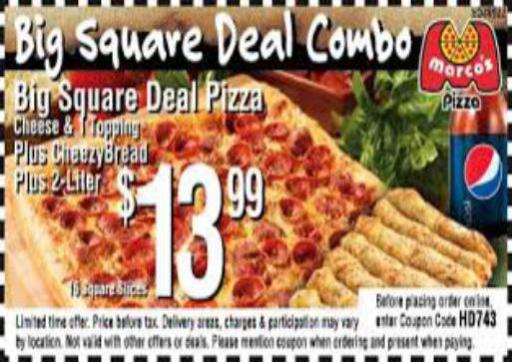 Big Square Deal Combo
marco's
Pizza
Big Square Deal Pizza
Cheese & 1 Topping
Plus CheezyBread
Plus 2-Liter
$13.99
16 Square Slices
Before placing order online,
enter Coupon Code HD743
Limited time offer. Price before tax. Delivery areas, charges & participation may vary
by location. Not valid with other offers or deals. Please mention coupon when ordering and present when paying.